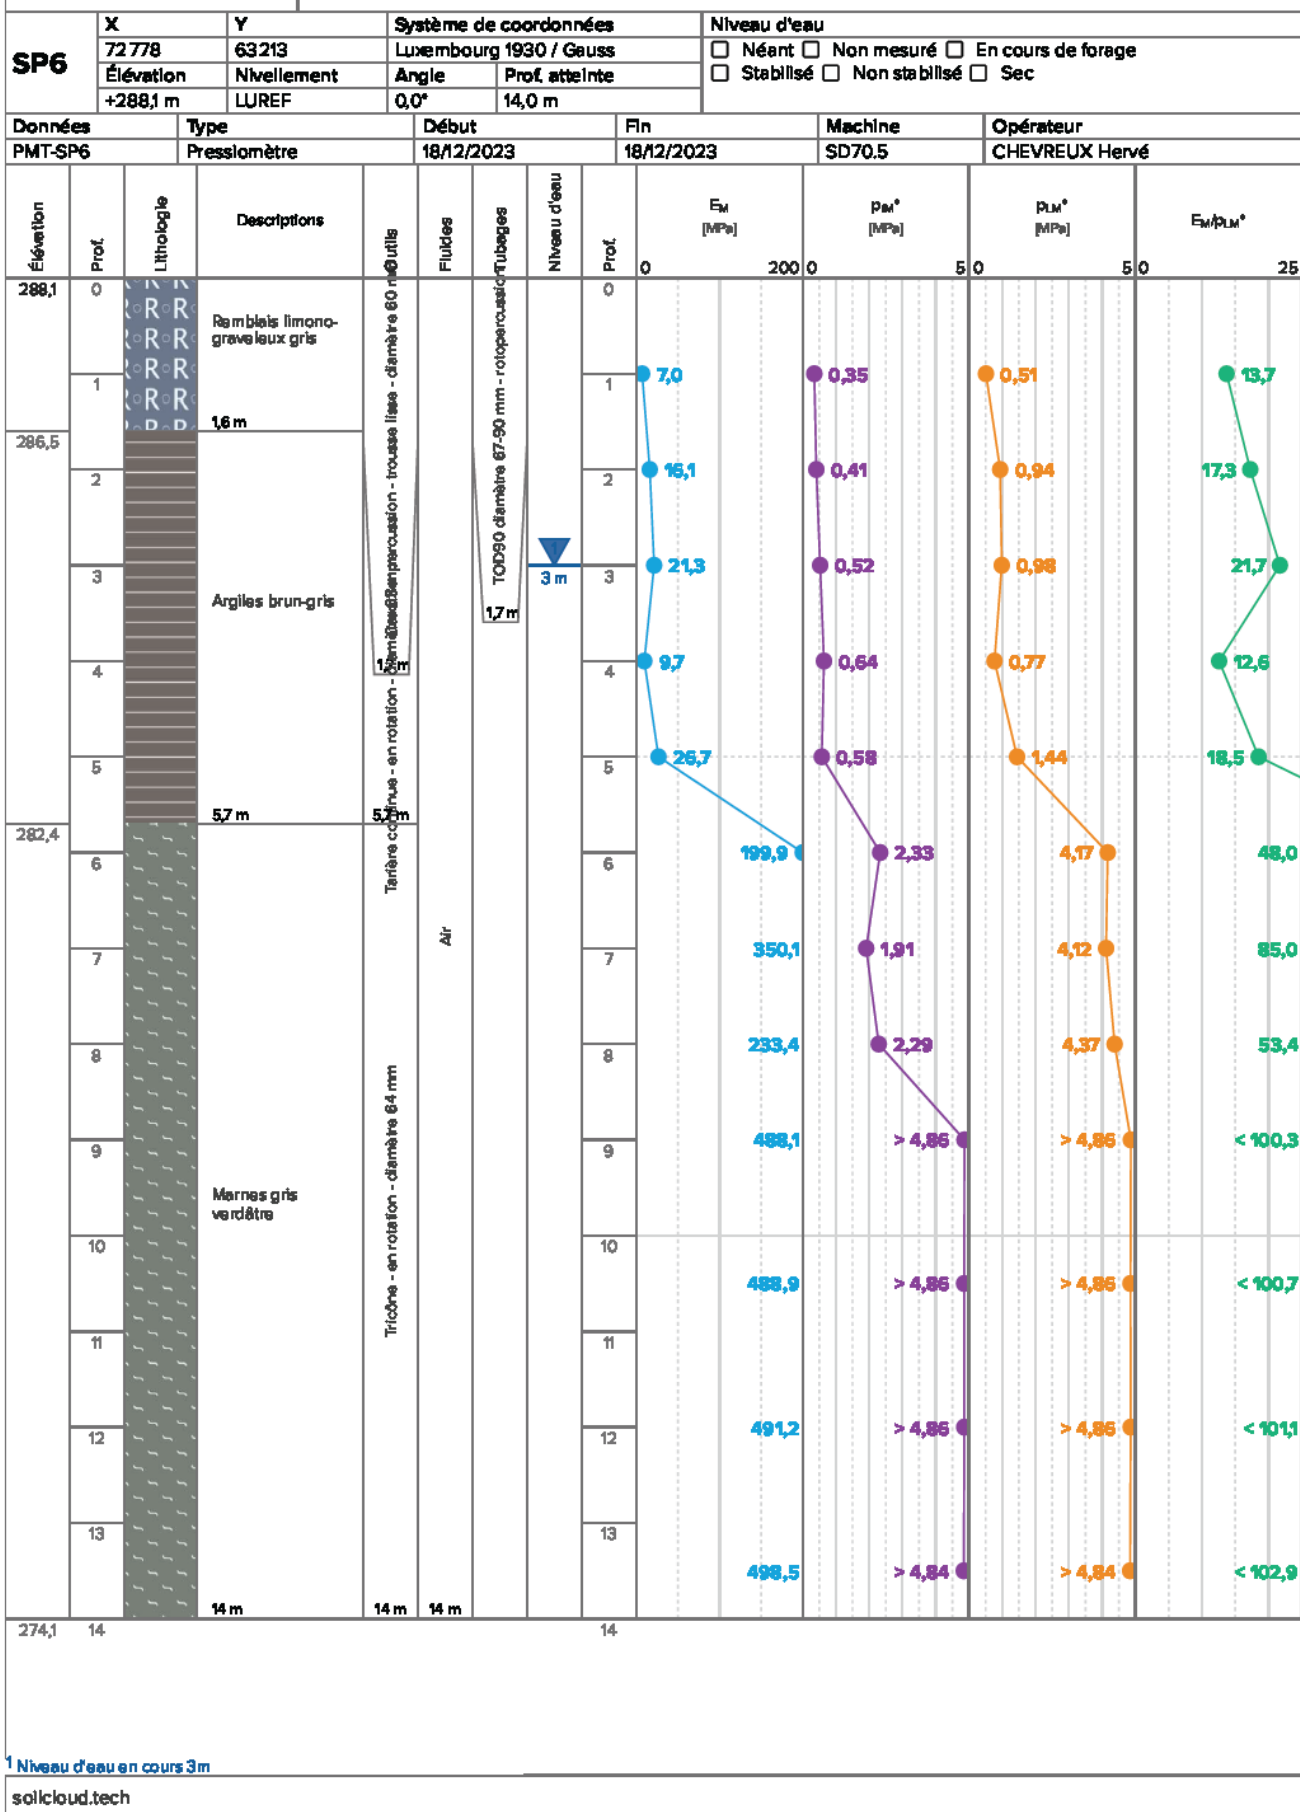 SP6
X Y Système de coordonnées Niveau d'eau
72 778 63 213 Luxembourg 1930 / Gauss
☐ Néant ☐ Non mesuré ☐ En cours de forage
Élévation Nivellement Angle Prof. atteinte
☐ Stabilisé ☐ Non stabilisé ☐ Sec
+288,1 m LUREF 0,0° 14,0 m
Données Type Début Fin Machine Opérateur
PMT-SP6 Pressiomètre 18/12/2023 18/12/2023 SD70.5 CHEVREUX Hervé
Élévation
Prof.
Lithologie
Descriptions
Outils
Fluides
Tubages
Niveau d'eau
Prof.
EM [MPa]
pfM* [MPa]
pLM* [MPa]
EM/pLM*
0 200 0 5 0 5 0 25
288,1 0 0
Remblais limono-
graveleux gris
1 1 7,0 0,35 0,51 13,7
1,6 m
286,5
2 2 16,1 0,41 0,94 17,3
3 3 m 3 21,3 0,52 0,98 21,7
1
Argiles brun-gris
1,7 m
4 4 9,7 0,64 0,77 12,6
5 5 26,7 0,58 1,44 18,5
5,7 m 5,7 m
282,4
6 6 199,9 2,33 4,17 48,0
7 7 350,1 1,91 4,12 85,0
8 8 233,4 2,29 4,37 53,4
9 9 488,1 > 4,86 > 4,86 < 100,3
Marnes gris
verdâtre
10 10
488,9 > 4,86 > 4,86 < 100,7
11 11
12 12 491,2 > 4,86 > 4,86 < 101,1
13 13
498,5 > 4,84 > 4,84 < 102,9
14 m 14 m 14 m
274,1 14 14
trousse lisse - diamètre 60 mm
Tarière continue - en rotation -
Tricône - en rotation - diamètre 64 mm
Air
TOD90 diamètre 67-90 mm - rotopercussion
1 Niveau d'eau en cours 3m
soilcloud.tech